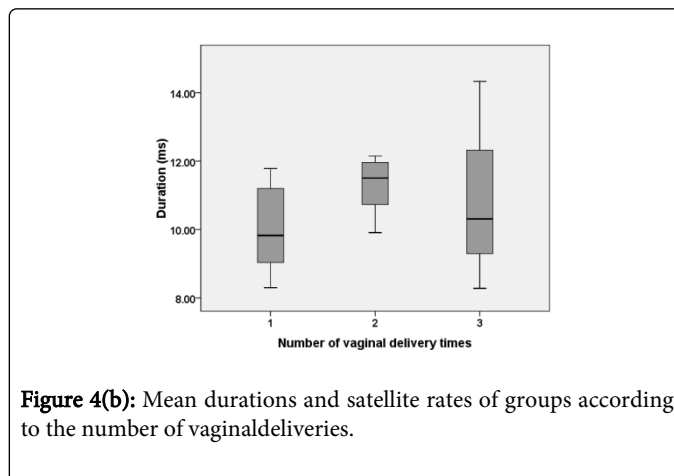 14.00
12.00
10.00
8.00
Duration (ms)
1 2 3
Number of vaginal delivery times
Figure 4(b): Mean durations and satellite rates of groups according
to the number of vaginaldeliveries.